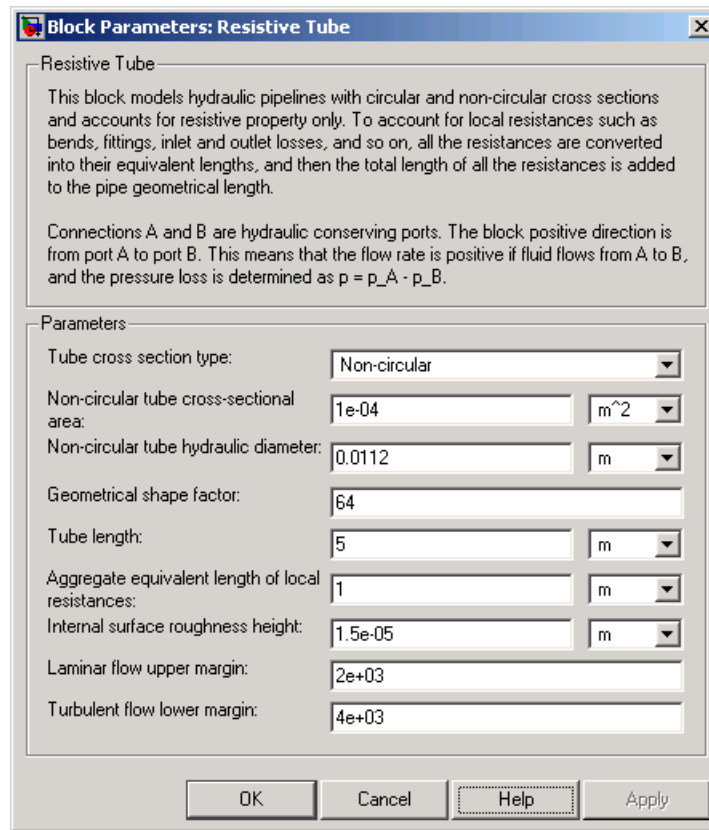 Block Parameters: Resistive Tube
Resistive Tube
This block models hydraulic pipelines with circular and non-circular cross sections
and accounts for resistive property only. To account for local resistances such as
bends, fittings, inlet and outlet losses, and so on, all the resistances are converted
into their equivalent lengths, and then the total length of all the resistances is added
to the pipe geometrical length.
Connections A and B are hydraulic conserving ports. The block positive direction is
from port A to port B. This means that the flow rate is positive if fluid flows from A to B,
and the pressure loss is determined as p = p_A - p_B.
Parameters
Tube cross section type: Non-circular
Non-circular tube cross-sectional
area: 1e-04 m^2
Non-circular tube hydraulic diameter: 0.0112 m
Geometrical shape factor: 64
Tube length: 5 m
Aggregate equivalent length of local
resistances: 1 m
Internal surface roughness height: 1.5e-05 m
Laminar flow upper margin: 2e+03
Turbulent flow lower margin: 4e+03
OK Cancel Help Apply